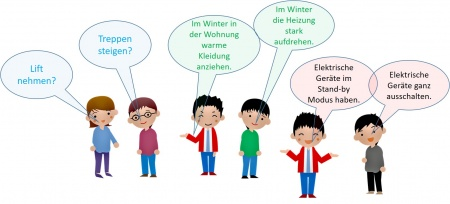 Lift
nehmen?
Treppen
steigen?
Im Winter in
der Wohnung
warme
Kleidung
anziehen.
Im Winter
die Heizung
stark
aufdrehen.
Elektrische
Geräte im
Stand-by
Modus haben.
Elektrische
Geräte ganz
ausschalten.